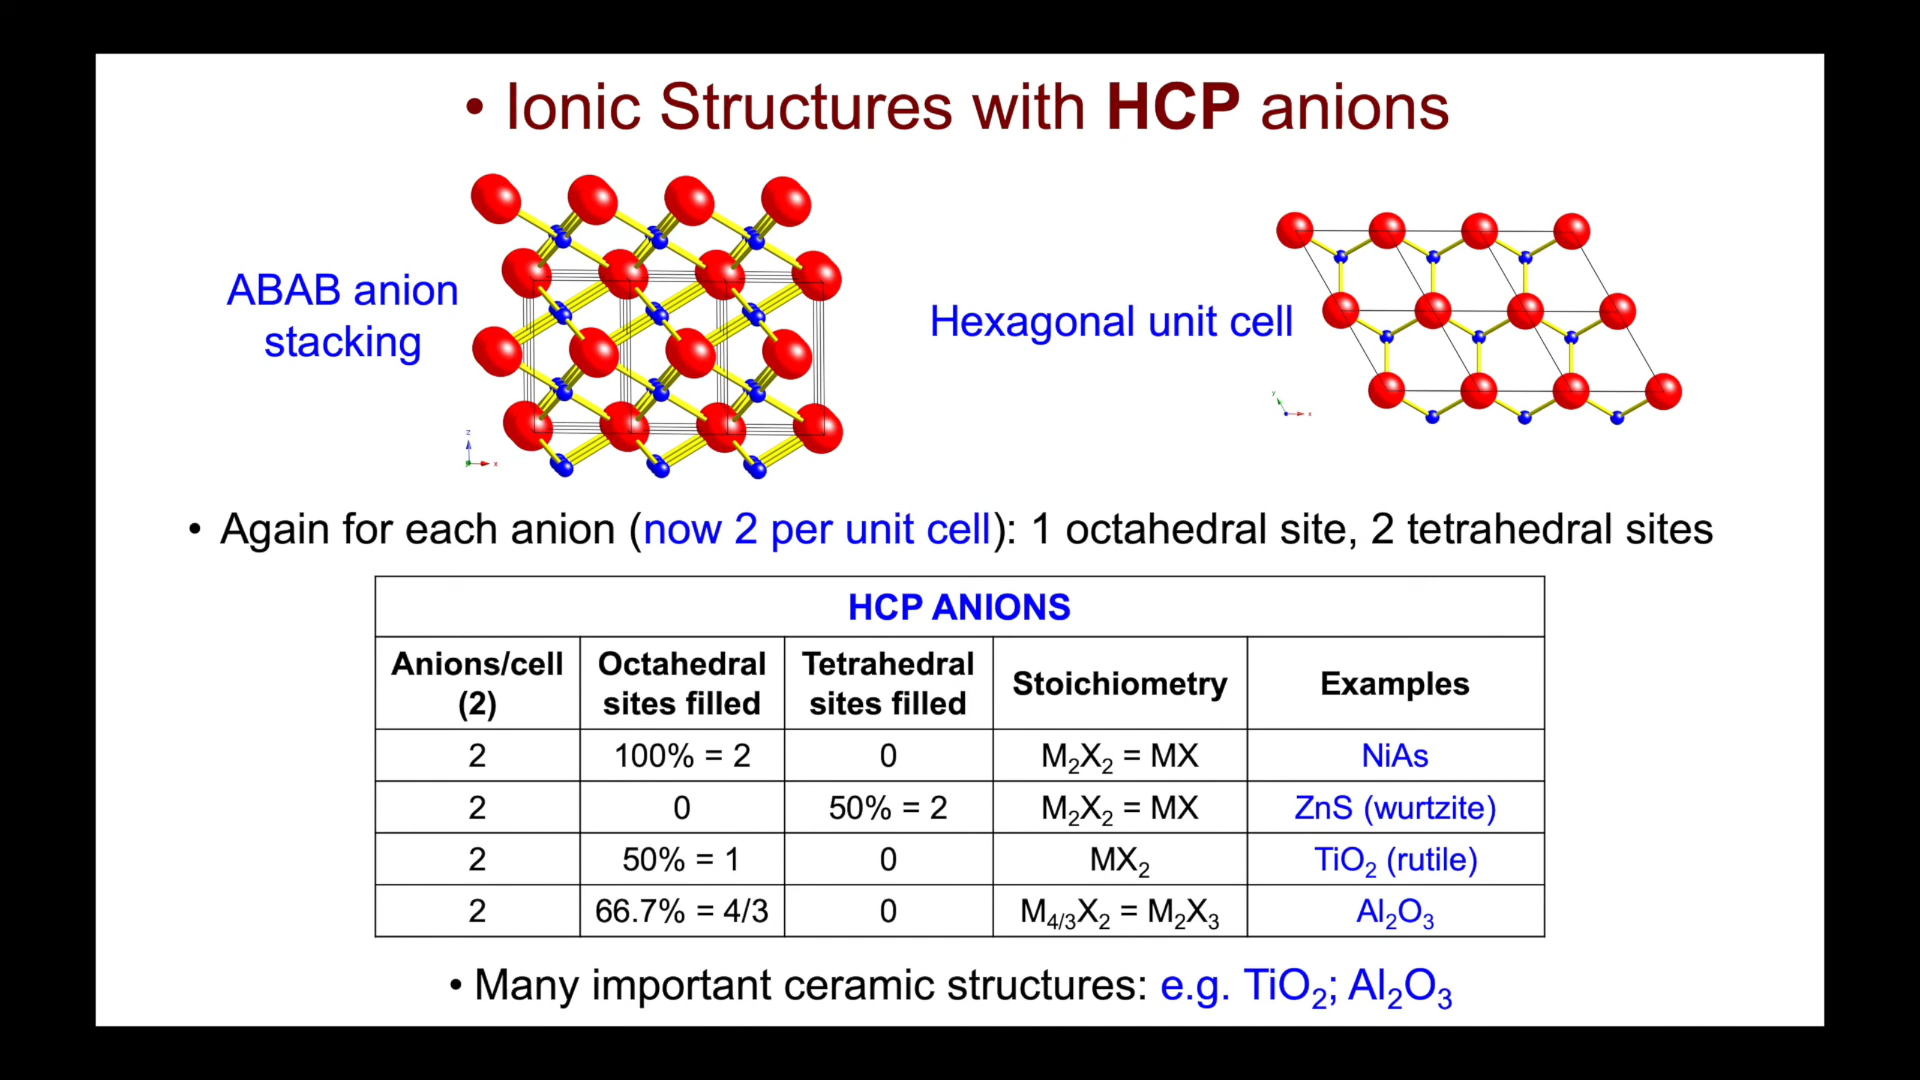 • Ionic Structures with HCP anions
ABAB anion
stacking
Hexagonal unit cell
z
y
x
y
x
• Again for each anion (now 2 per unit cell): 1 octahedral site, 2 tetrahedral sites
HCP ANIONS
Anions/cell (2) Octahedral sites filled Tetrahedral sites filled Stoichiometry Examples
2 100% = 2 0 M₂X₂ = MX NiAs
2 0 50% = 2 M₂X₂ = MX ZnS (wurtzite)
2 50% = 1 0 MX₂ TiO₂ (rutile)
2 66.7% = 4/3 0 M₄/₃X₂ = M₂X₃ Al₂O₃
• Many important ceramic structures: e.g. TiO₂; Al₂O₃